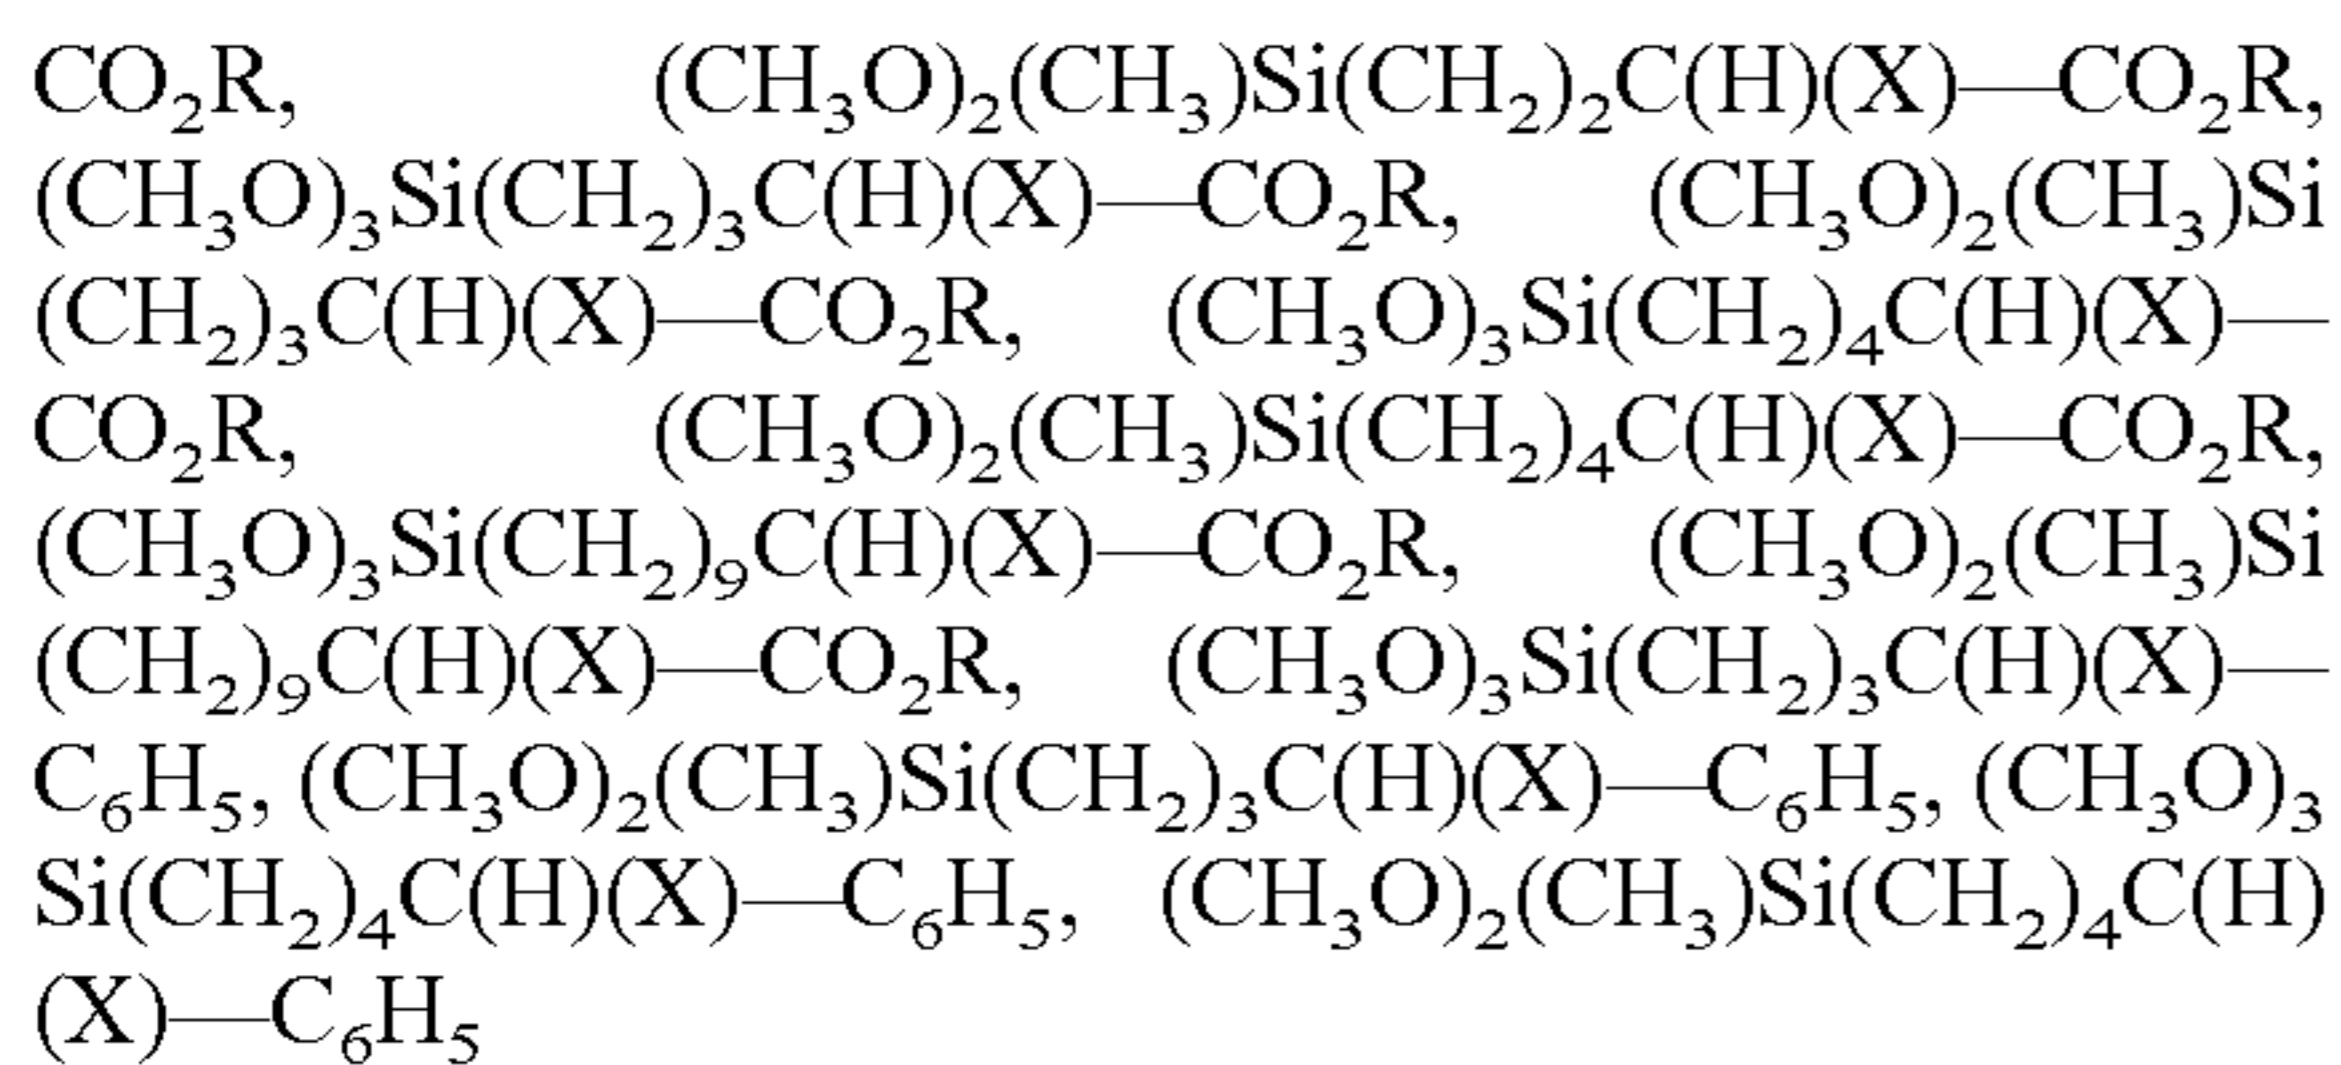 CO₂R, (CH₃O)₂(CH₃)Si(CH₂)₂C(H)(X)—CO₂R,
(CH₃O)₃Si(CH₂)₃C(H)(X)—CO₂R, (CH₃O)₂(CH₃)Si
(CH₂)₃C(H)(X)—CO₂R, (CH₃O)₃Si(CH₂)₄C(H)(X)—
CO₂R, (CH₃O)₂(CH₃)Si(CH₂)₄C(H)(X)—CO₂R,
(CH₃O)₃Si(CH₂)₉C(H)(X)—CO₂R, (CH₃O)₂(CH₃)Si
(CH₂)₉C(H)(X)—CO₂R, (CH₃O)₃Si(CH₂)₃C(H)(X)—
C₆H₅, (CH₃O)₂(CH₃)Si(CH₂)₃C(H)(X)—C₆H₅, (CH₃O)₃
Si(CH₂)₄C(H)(X)—C₆H₅, (CH₃O)₂(CH₃)Si(CH₂)₄C(H)
(X)—C₆H₅